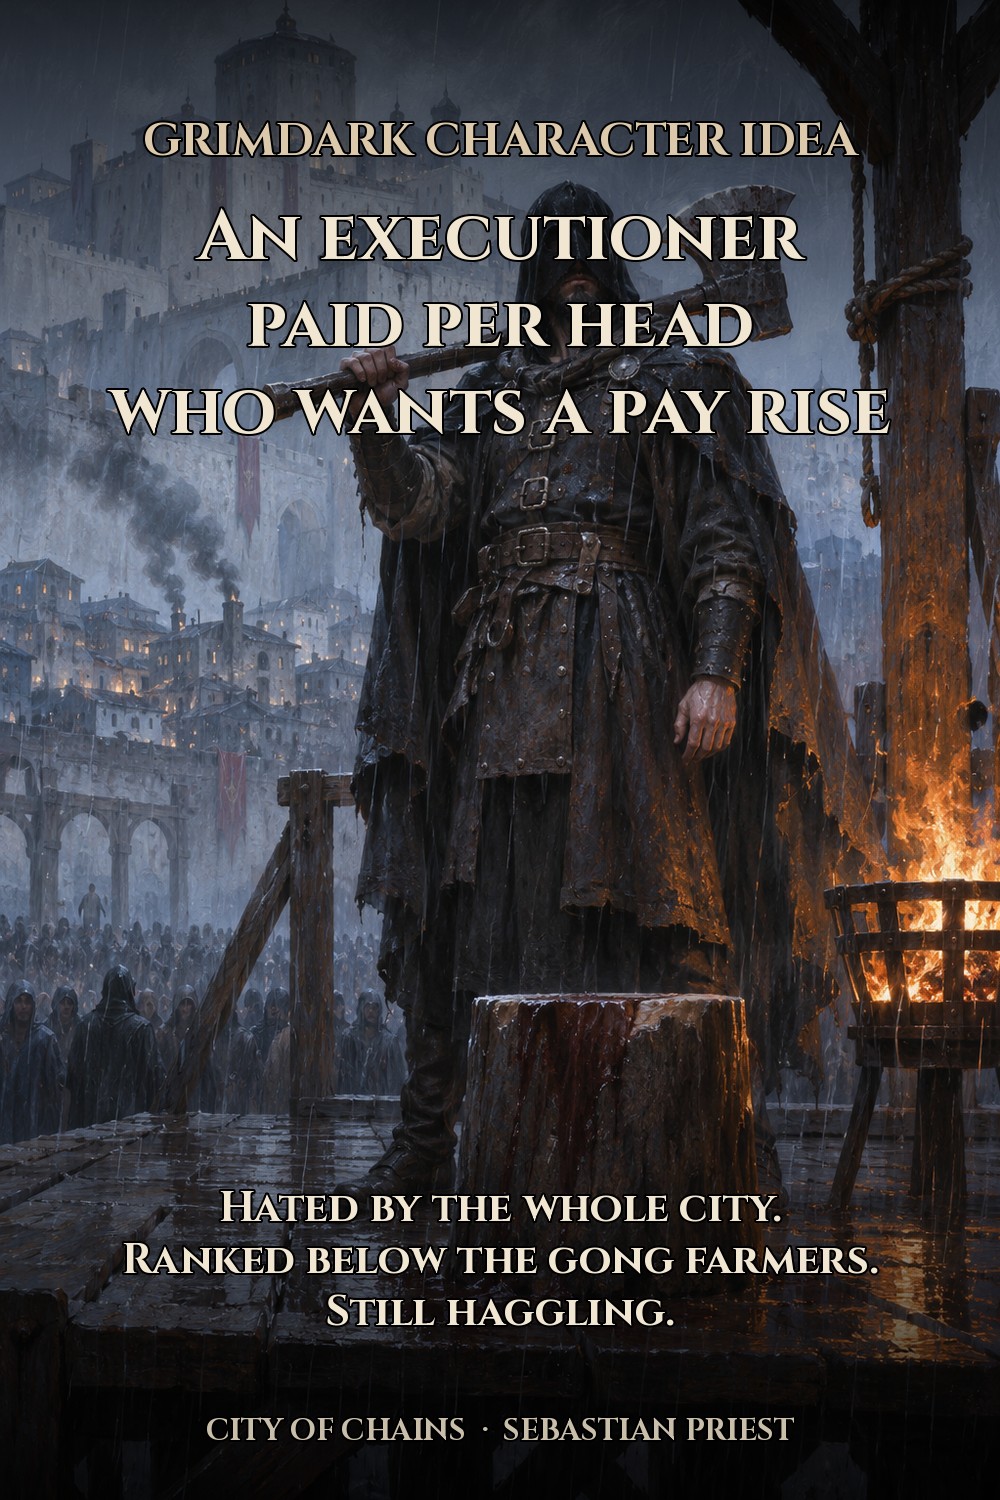 GRIMDARK CHARACTER IDEA
AN EXECUTIONER
PAID PER HEAD
WHO WANTS A PAY RISE
HATED BY THE WHOLE CITY.
RANKED BELOW THE GONG FARMERS.
STILL HAGGLING.
CITY OF CHAINS · SEBASTIAN PRIEST